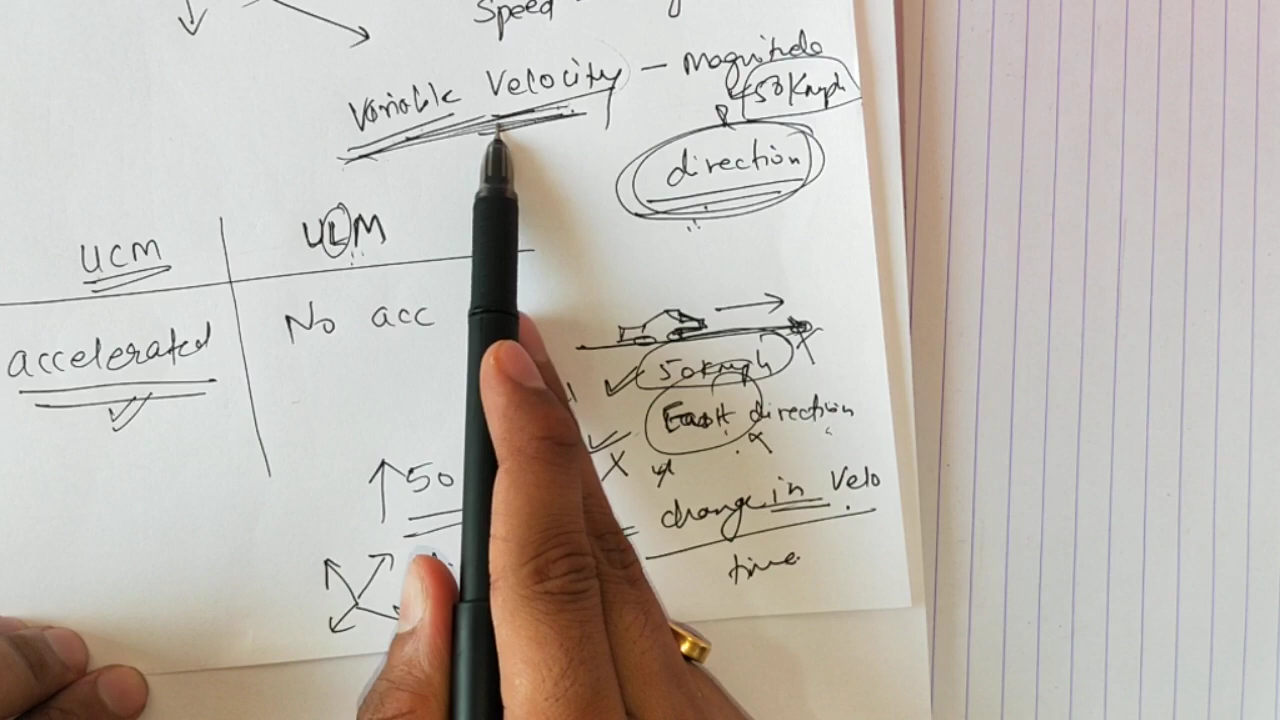 Speed
Variable Velocity - Magnitude
50 Kmph
direction
UCM
ULM
accelerated
No acc
50 Kmph
East direction
50
change in Velo
time